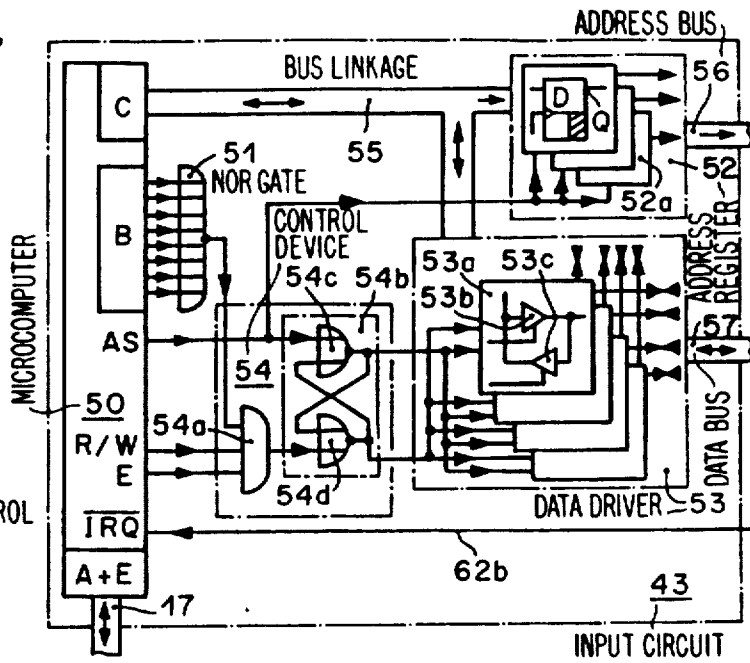 ADDRESS BUS
BUS LINKAGE
56
C
D
Q
55
51
NOR GATE
52
52a
CONTROL
DEVICE
B
54c
54b
53a
53c
53b
ADDRESS
REGISTER
MICROCOMPUTER
AS
54
57
50
54a
R/W
E
54d
DATA BUS
DATA DRIVER
53
ROL
IRQ
62b
A+E
17
43
INPUT CIRCUIT